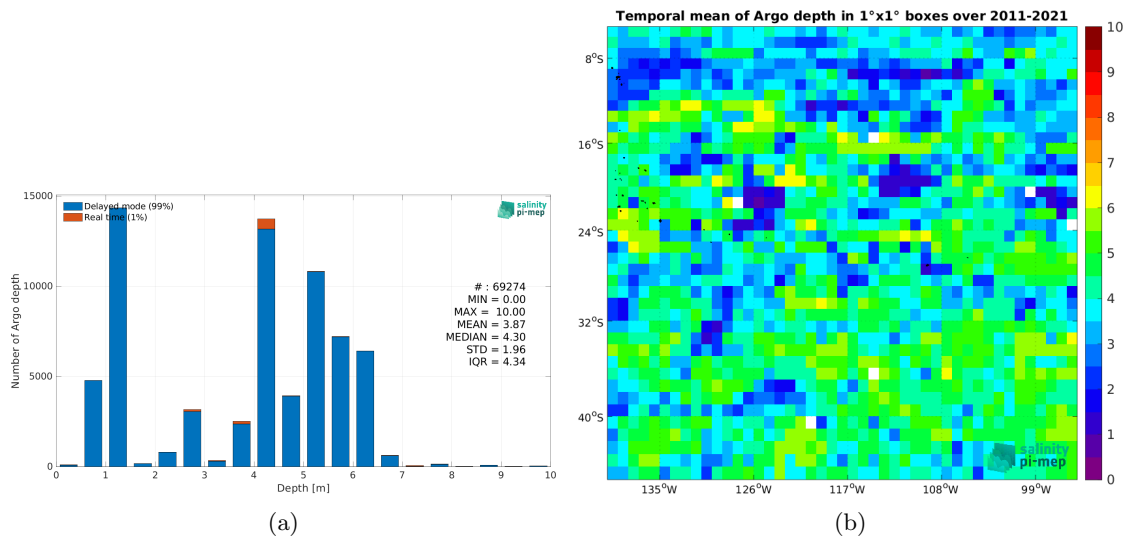 15000
10000
5000
0
Number of Argo depth
Delayed mode (99%)
Real time (1%)
salinity
pi-mep
# : 69274
MIN = 0.00
MAX = 10.00
MEAN = 3.87
MEDIAN = 4.30
STD = 1.96
IQR = 4.34
0 1 2 3 4 5 6 7 8 9 10
Depth [m]
(a)
Temporal mean of Argo depth in 1°x1° boxes over 2011-2021
8°S
16°S
24°S
32°S
40°S
135°W 126°W 117°W 108°W 99°W
salinity
pi-mep
10
9
8
7
6
5
4
3
2
1
0
(b)